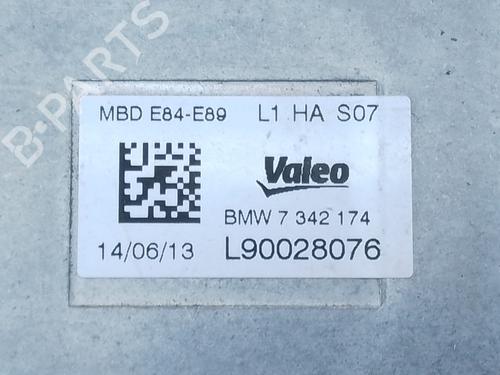 B-PARTS
MBD E84-E89 L1 HA S07
Valeo
BMW 7 342 174
14/06/13 L90028076